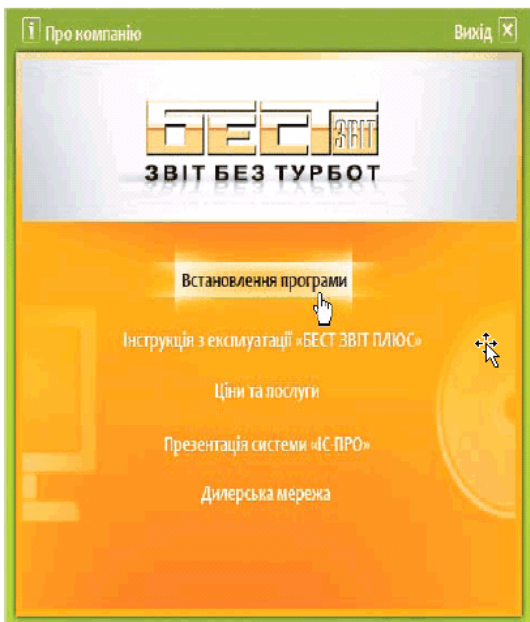 i Про компанію Вихід X
БЕСТ ЗВІТ
ЗВІТ БЕЗ ТУРБОТ
Встановлення програми
Інструкція з експлуатації «БЕСТ ЗВІТ ПЛЮС»
Ціни та послуги
Презентація системи «ІС-ПРО»
Дилерська мережа